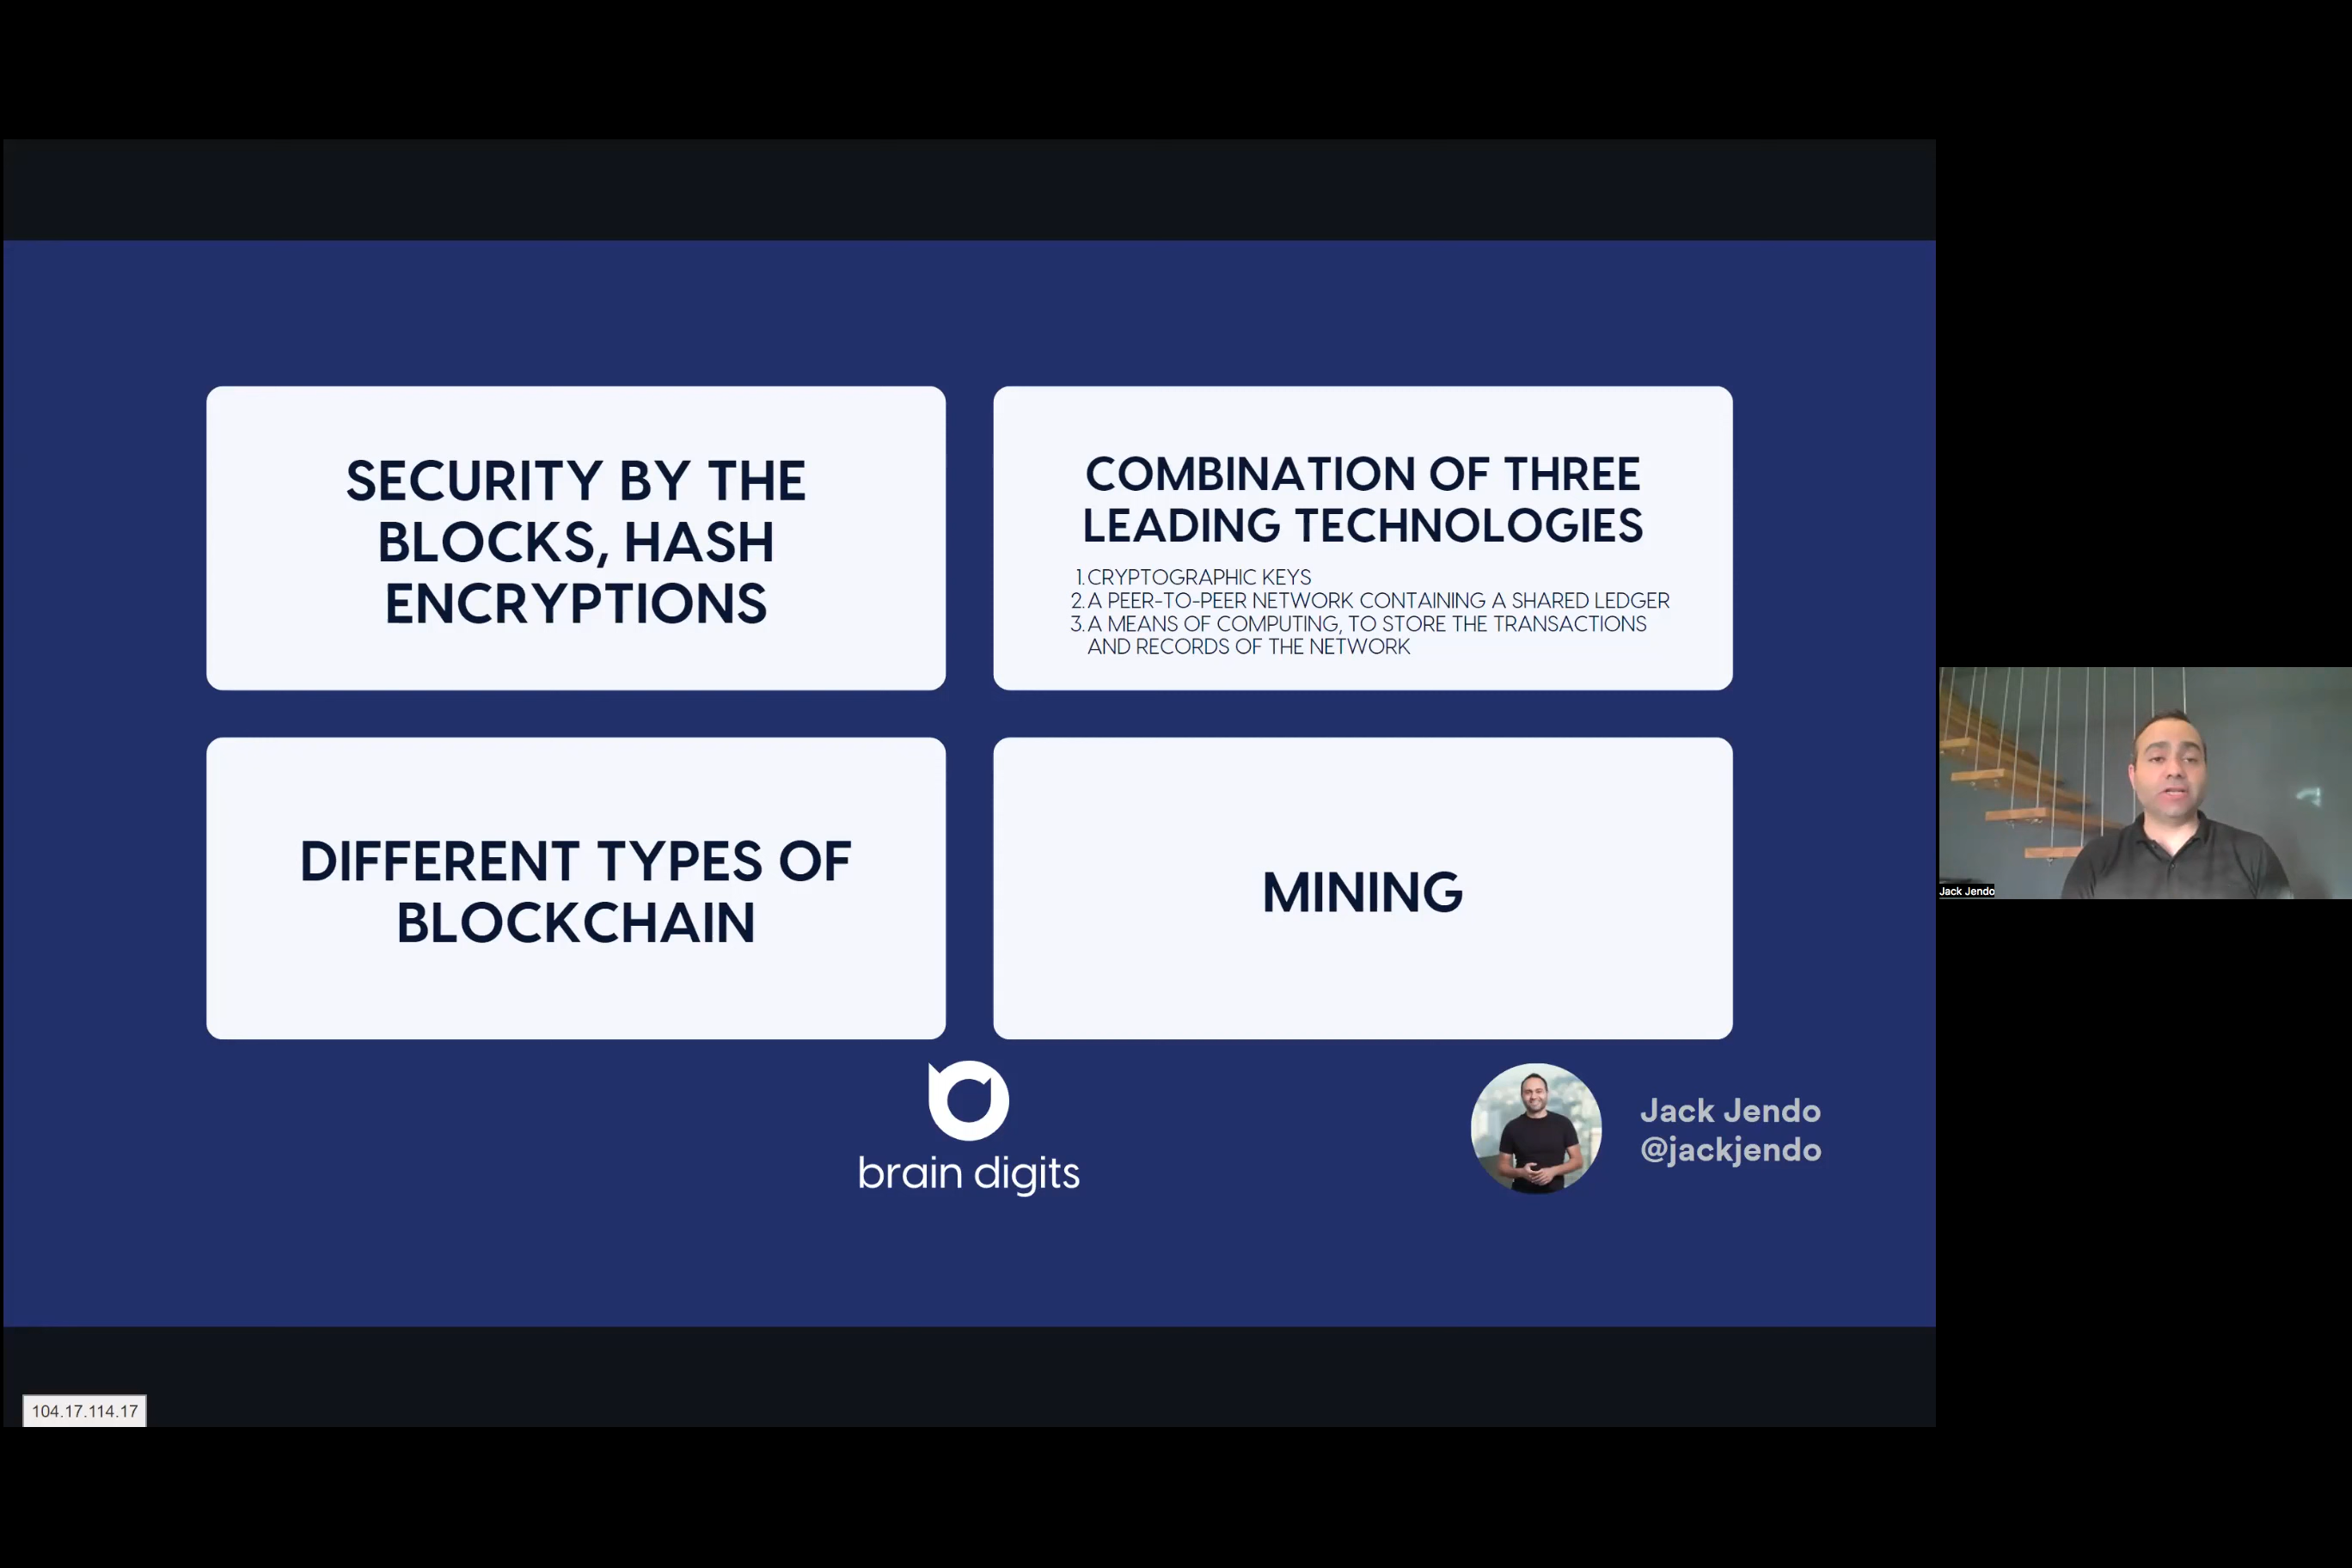 SECURITY BY THE
BLOCKS, HASH
ENCRYPTIONS
COMBINATION OF THREE
LEADING TECHNOLOGIES
1. CRYPTOGRAPHIC KEYS
2. A PEER-TO-PEER NETWORK CONTAINING A SHARED LEDGER
3. A MEANS OF COMPUTING, TO STORE THE TRANSACTIONS
AND RECORDS OF THE NETWORK
DIFFERENT TYPES OF
BLOCKCHAIN
MINING
brain digits
Jack Jendo
@jackjendo
Jack Jendo
104.17.114.17